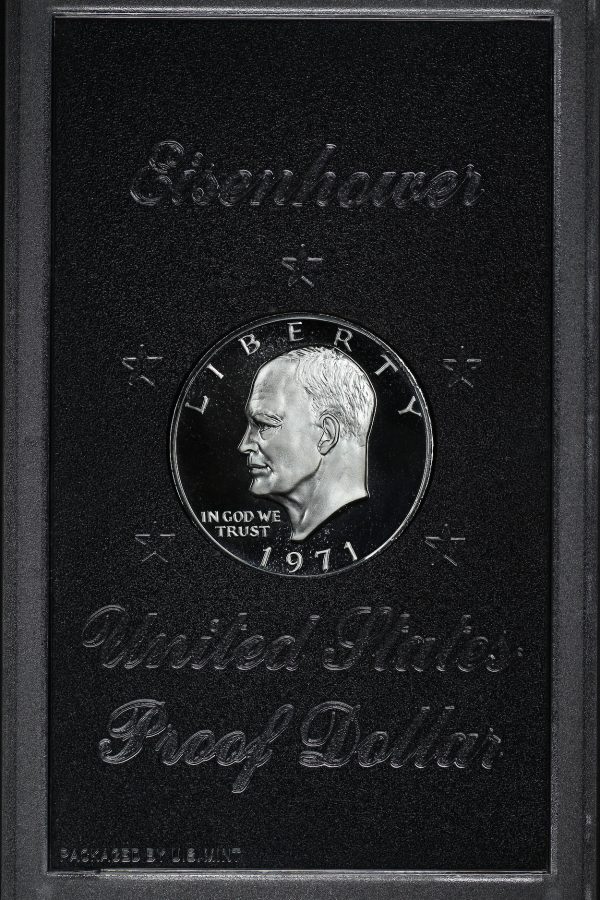 Eisenhower
LIBERTY
IN GOD WE
TRUST
1971
United States
Proof Dollar
PACKAGED BY U.S. MINT